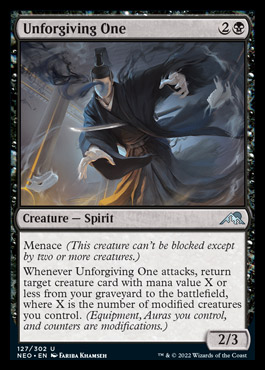 Unforgiving One 2
Creature — Spirit
Menace (This creature can't be blocked except
by two or more creatures.)
Whenever Unforgiving One attacks, return
target creature card with mana value X or
less from your graveyard to the battlefield,
where X is the number of modified creatures
you control. (Equipment, Auras you control,
and counters are modifications.)
2/3
127/302 U
NEO • EN Fariba Khamseh ™ & © 2022 Wizards of the Coast